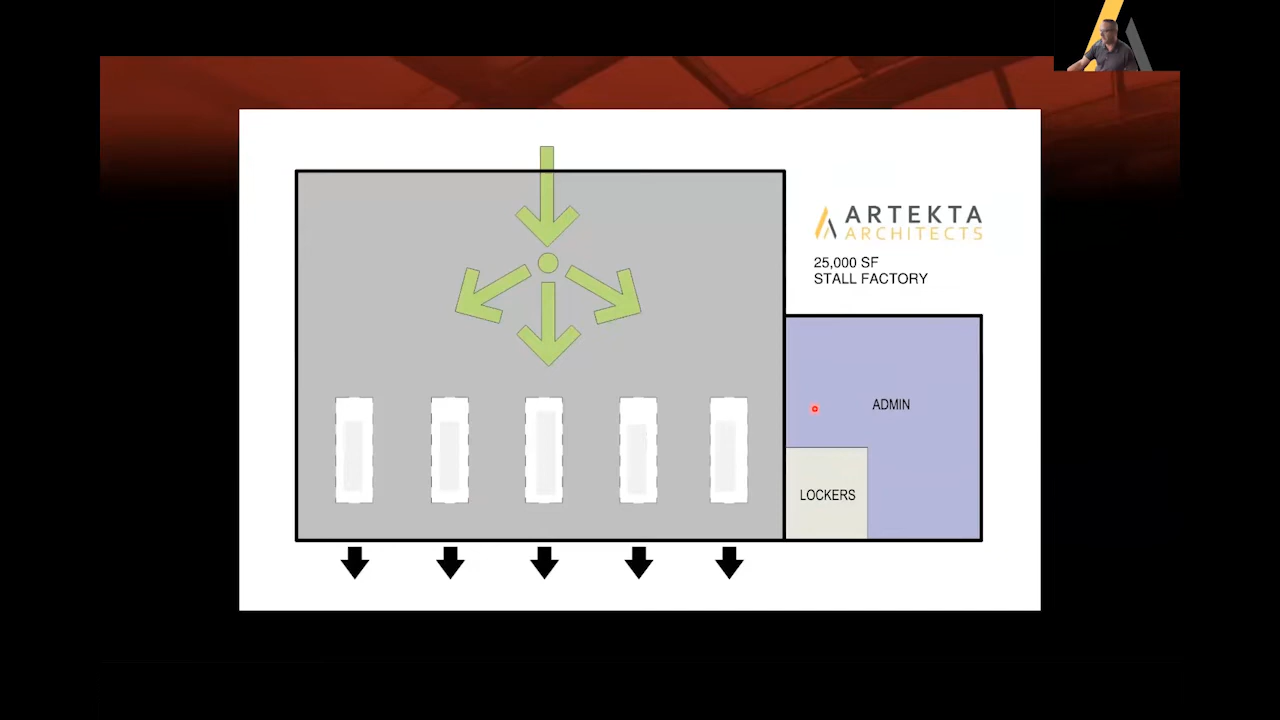 ARTEKTA
ARCHITECTS
25,000 SF
STALL FACTORY
ADMIN
LOCKERS